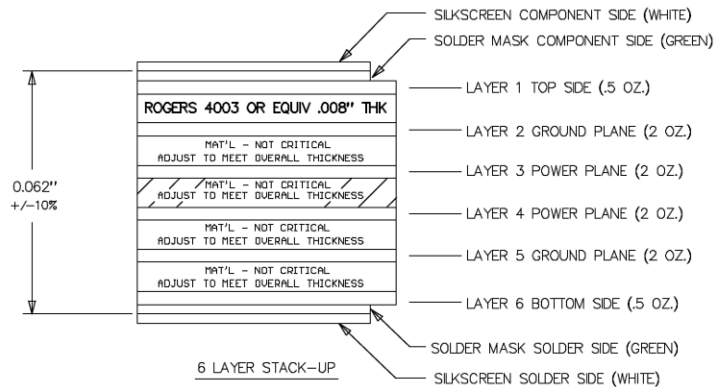 SILKSCREEN COMPONENT SIDE (WHITE)
SOLDER MASK COMPONENT SIDE (GREEN)
LAYER 1 TOP SIDE (.5 OZ.)
ROGERS 4003 OR EQUIV .008" THK
LAYER 2 GROUND PLANE (2 OZ.)
MAT'L - NOT CRITICAL
ADJUST TO MEET OVERALL THICKNESS
LAYER 3 POWER PLANE (2 OZ.)
0.062"
+/-10%
MAT'L - NOT CRITICAL
ADJUST TO MEET OVERALL THICKNESS
LAYER 4 POWER PLANE (2 OZ.)
MAT'L - NOT CRITICAL
ADJUST TO MEET OVERALL THICKNESS
LAYER 5 GROUND PLANE (2 OZ.)
MAT'L - NOT CRITICAL
ADJUST TO MEET OVERALL THICKNESS
LAYER 6 BOTTOM SIDE (.5 OZ.)
SOLDER MASK SOLDER SIDE (GREEN)
6 LAYER STACK-UP
SILKSCREEN SOLDER SIDE (WHITE)